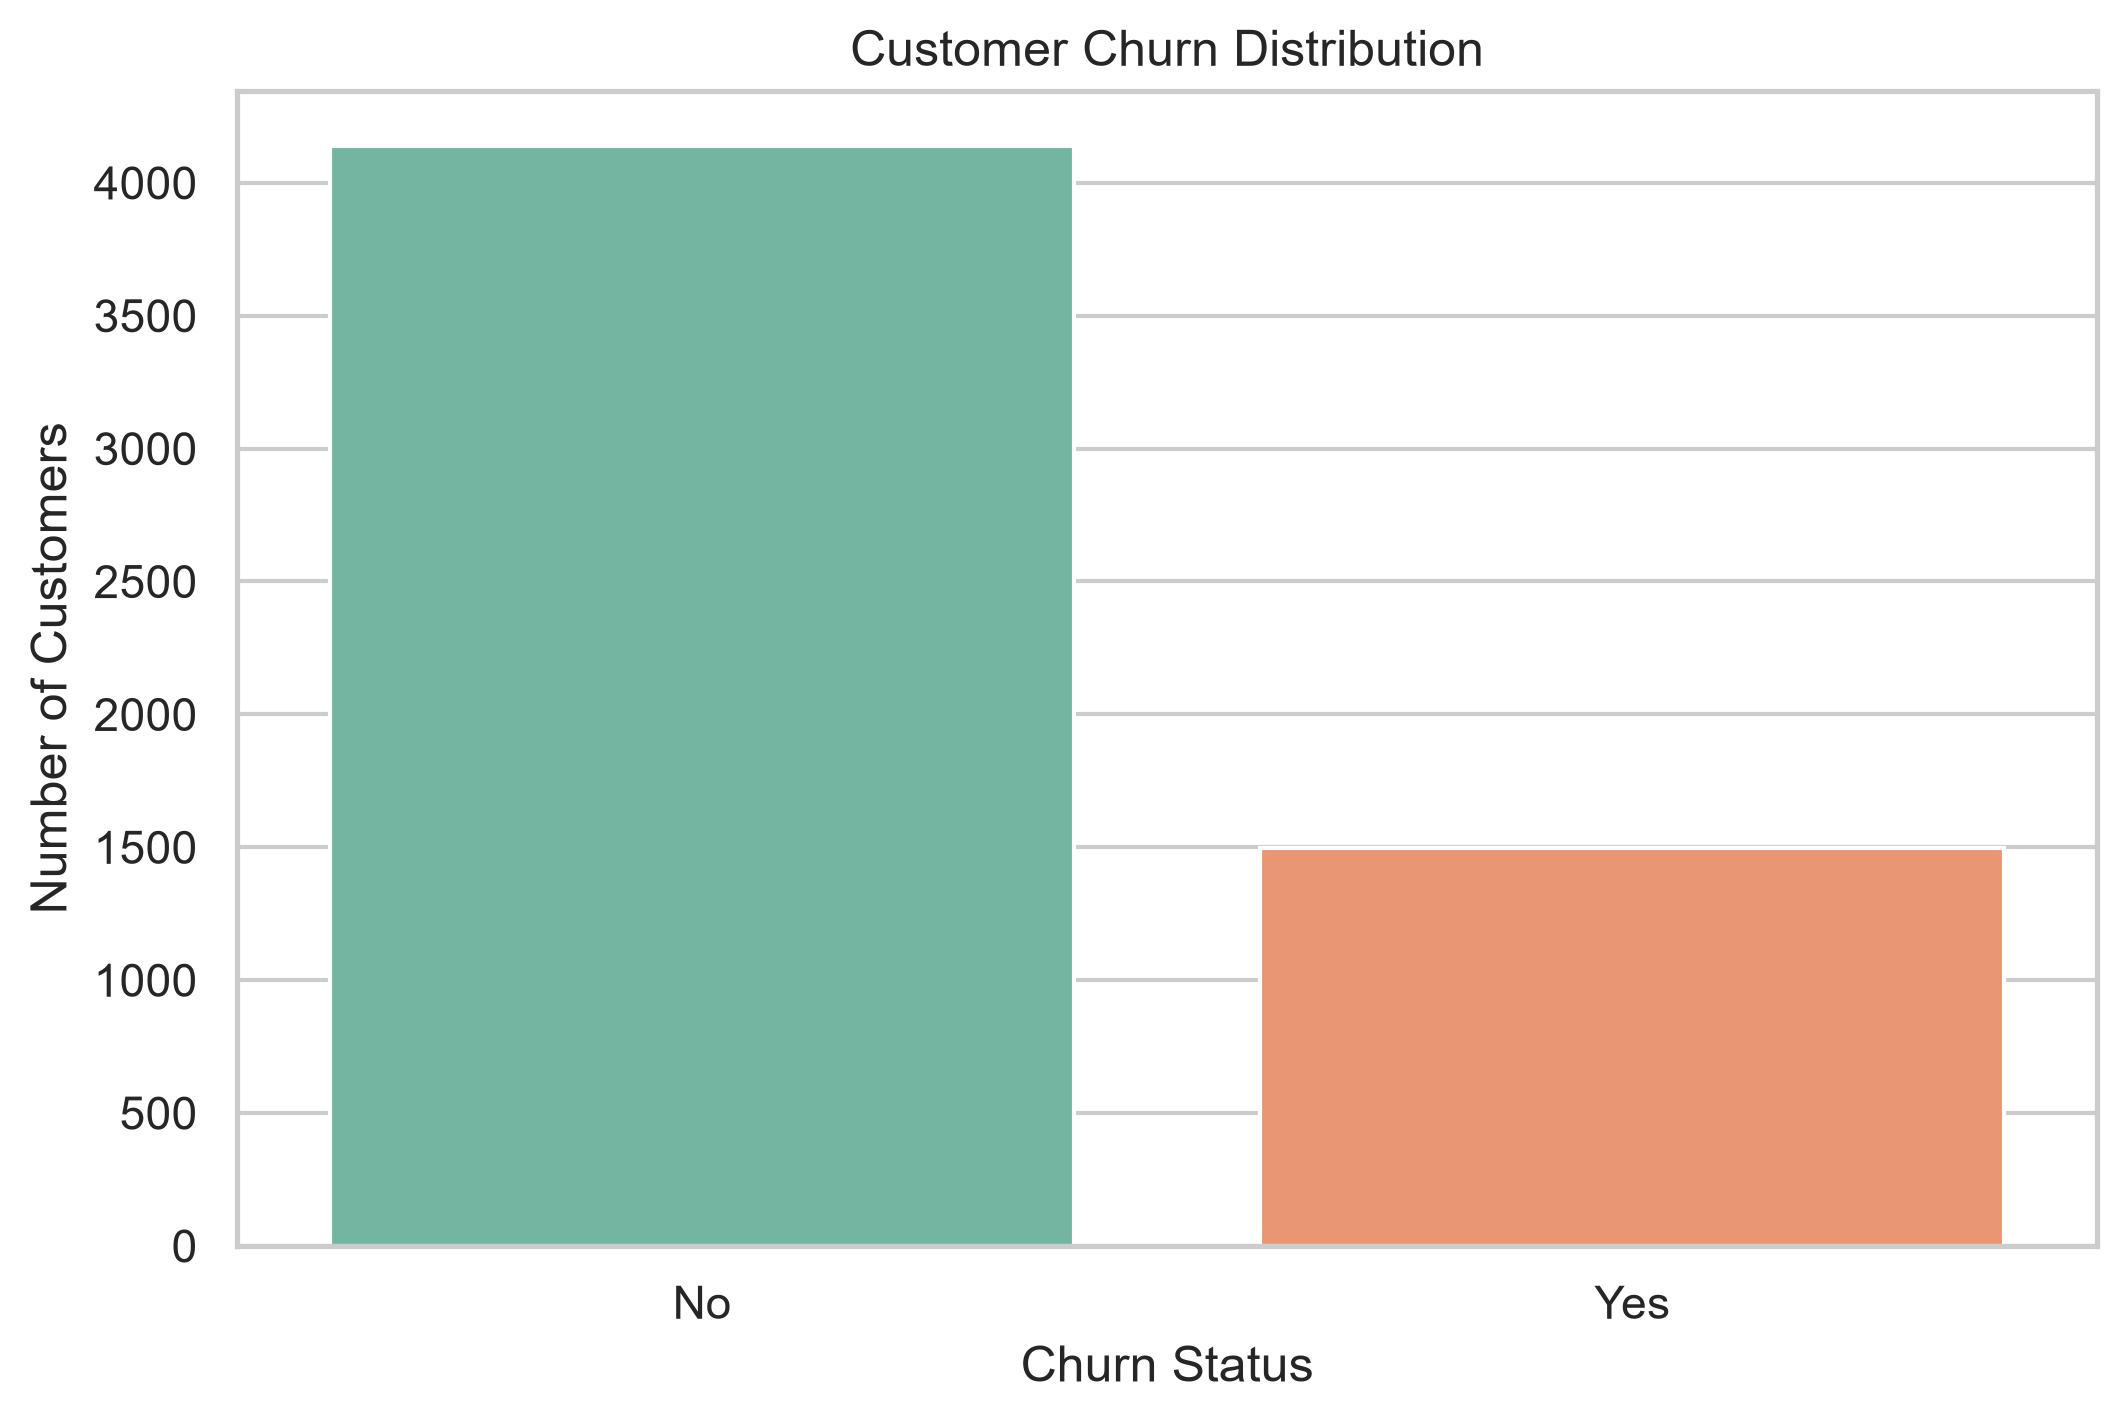 Customer Churn Distribution
Number of Customers
4000
3500
3000
2500
2000
1500
1000
500
0
No
Yes
Churn Status